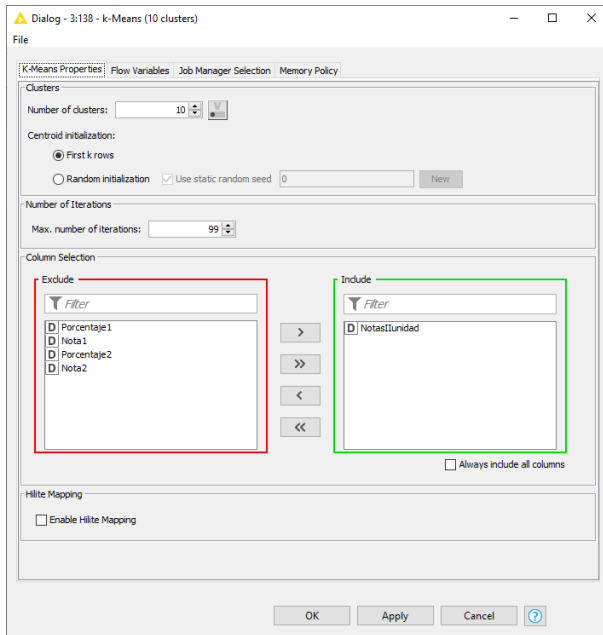 Dialog - 3:138 - k-Means (10 clusters)
File
K-Means Properties Flow Variables Job Manager Selection Memory Policy
Clusters
Number of clusters: 10
Centroid initialization:
First k rows
Random initialization Use static random seed 0 New
Number of Iterations
Max. number of iterations: 99
Column Selection
Exclude Include
Filter Filter
D Porcentaje1 > D NotasIIunidad
D Nota1
D Porcentaje2
D Nota2
>>
<
<<
Always include all columns
Hilite Mapping
Enable Hilite Mapping
OK Apply Cancel ?